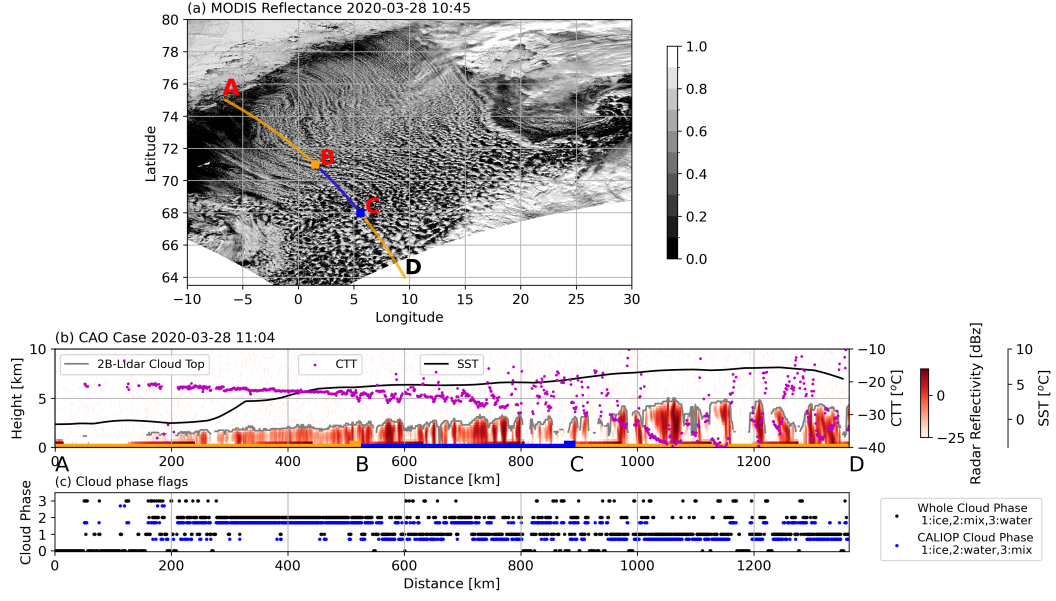 (a) MODIS Reflectance 2020-03-28 10:45
80
78
76
74
72
70
68
66
64
Latitude
A
B
C
D
−10
−5
0
5
10
15
20
25
30
Longitude
1.0
0.8
0.6
0.4
0.2
0.0
(b) CAO Case 2020-03-28 11:04
10
5
0
Height [km]
2B-Lidar Cloud Top
CTT
SST
−10
−20
−30
−40
CTT [°C]
0
−25
Radar Reflectivity [dBz]
10
5
0
SST [°C]
0
200
400
600
800
1000
1200
A
B
C
D
Distance [km]
(c) Cloud phase flags
3
2
1
0
Cloud Phase
0
200
400
600
800
1000
1200
Distance [km]
Whole Cloud Phase
1:ice,2:mix,3:water
CALIOP Cloud Phase
1:ice,2:water,3:mix